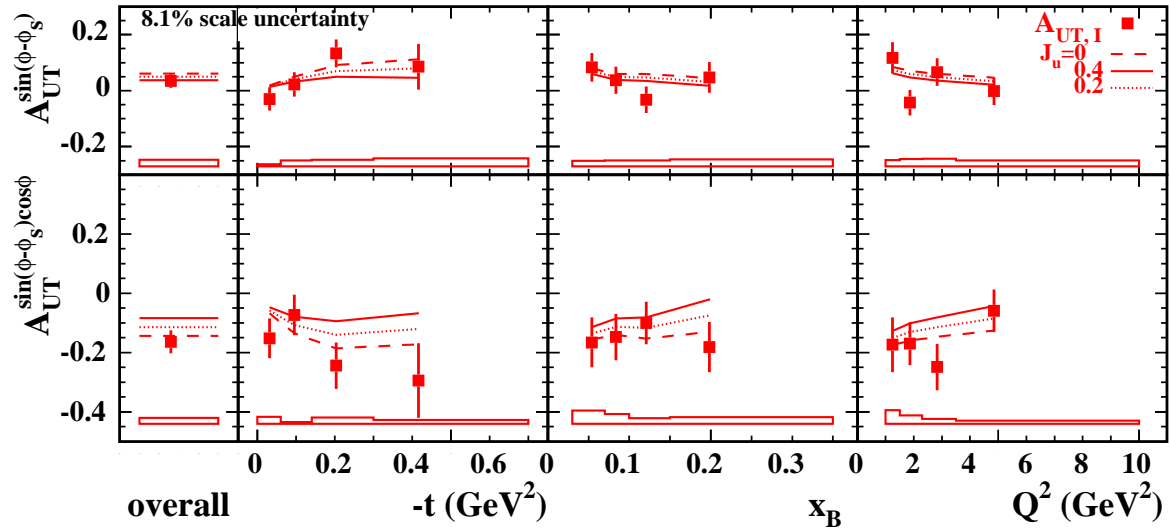 8.1% scale uncertainty
A_UT^sin(ϕ-ϕ_S)
0.2
0
-0.2
A_UT, I
J_u=0
0.4
0.2
A_UT^sin(ϕ-ϕ_S)cosϕ
0.2
0
-0.2
-0.4
0 0.2 0.4 0.6 0 0.1 0.2 0.3 0 2 4 6 8 10
overall -t (GeV^2) x_B Q^2 (GeV^2)